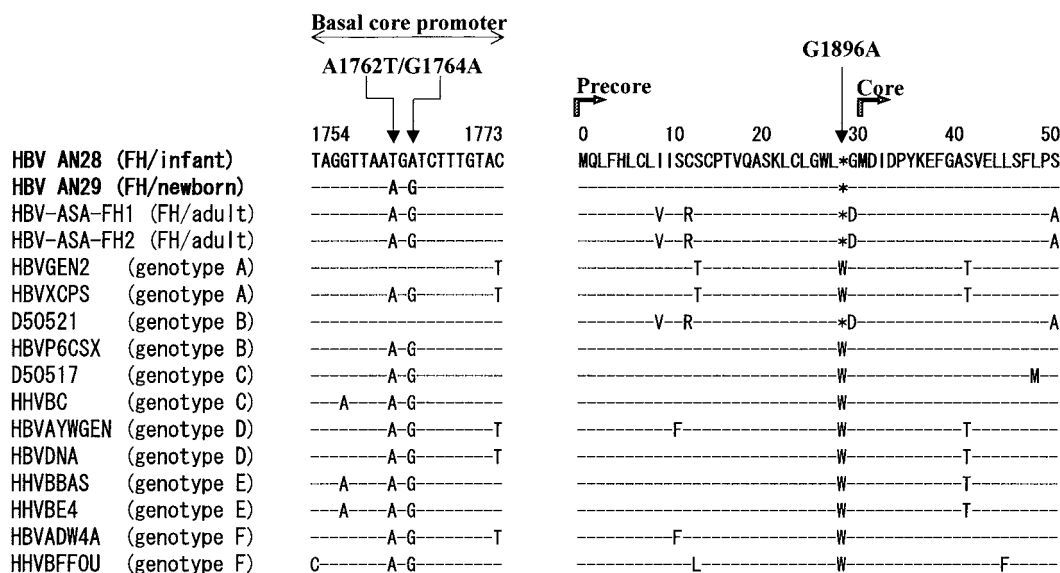 Basal core promoter
A1762T/G1764A
G1896A
Precore
Core
1754 1773 0 10 20 30 40 50
HBV AN28 (FH/infant) TAGGTTAATGATCTTTGTAC MQLFHLCLIISCSCPTVQASKLCLGWL*GMDIDPYKEFGASVELLSFLPS
HBV AN29 (FH/newborn) --------A-G--------- ---------------------------*----------------------
HBV-ASA-FH1 (FH/adult) --------A-G--------- --------V--R---------------*D--------------------A
HBV-ASA-FH2 (FH/adult) --------A-G--------- --------V--R---------------*D--------------------A
HBVGEN2 (genotype A) -------------------T ------------T--------------W------------T---------
HBVXCPS (genotype A) --------A-G--------T ------------T--------------W------------T---------
D50521 (genotype B) -------------------- --------V--R---------------*D--------------------A
HBVP6CSX (genotype B) --------A-G--------- ---------------------------W----------------------
D50517 (genotype C) -------------------- ---------------------------W-------------------M--
HHVBC (genotype C) ---A----A-G--------- ---------------------------W----------------------
HBVAYWGEN (genotype D) --------A-G--------T ----------F----------------W------------T---------
HBVDNA (genotype D) --------A-G--------T ---------------------------W------------T---------
HHVBBAS (genotype E) ---A----A-G--------- ---------------------------W------------T---------
HHVBE4 (genotype E) ---A----A-G--------- ---------------------------W------------T---------
HBVADW4A (genotype F) --------A-G--------T ----------F----------------W----------------------
HHVBFFOU (genotype F) C-------A-G--------- ------------L--------------W----------------F-----